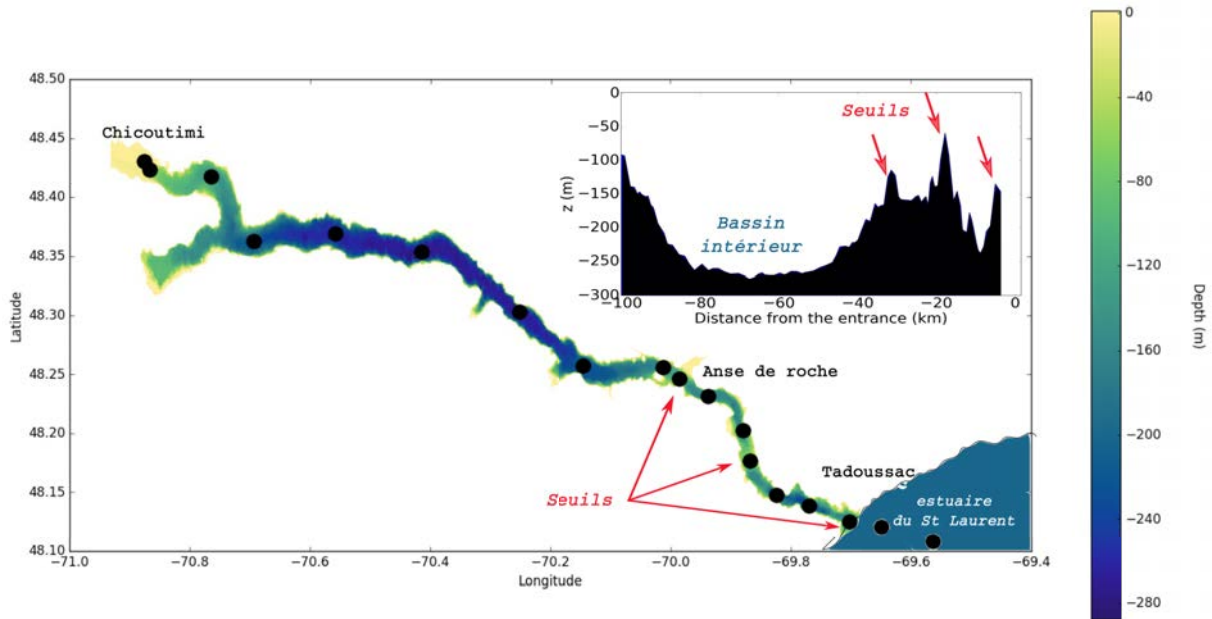 0
48.50
0
-50
-100
-150
-200
-250
-300
z (m)
Seuils
-40
Chicoutimi
48.45
48.40
Bassin
intérieur
-80
-100
-80
-60
-40
-20
0
Distance from the entrance (km)
48.35
Latitude
-120
Depth (m)
48.30
-160
48.25
Anse de roche
48.20
-200
Tadoussac
48.15
Seuils
estuaire
du St Laurent
-240
48.10
-71.0
-70.8
-70.6
-70.4
-70.2
-70.0
-69.8
-69.6
-69.4
Longitude
-280